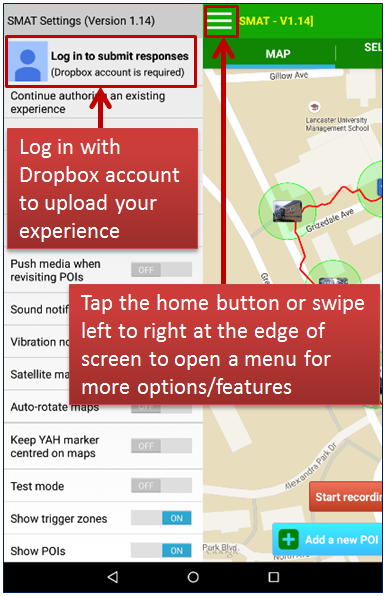 SMAT Settings (Version 1.14)
Log in to submit responses
(Dropbox account is required)
Continue authoring an existing
experience
Log in with
Dropbox account
to upload your
experience
Push media when
revisiting POIs
OFF
Sound notif
Vibration no
Satellite ma
Auto-rotate maps
OFF
Keep YAH marker
centred on maps
OFF
Test mode
OFF
Show trigger zones
ON
Show POIs
ON
SMAT - V1.14]
MAP
SEL
Gillow Ave
Lancaster University
Management School
Grizedale Ave
Gre
Tap the home button or swipe
left to right at the edge of
screen to open a menu for
more options/features
Alexandra Park Dr
Start recordin
Add a new POI
Park Blvd.
North